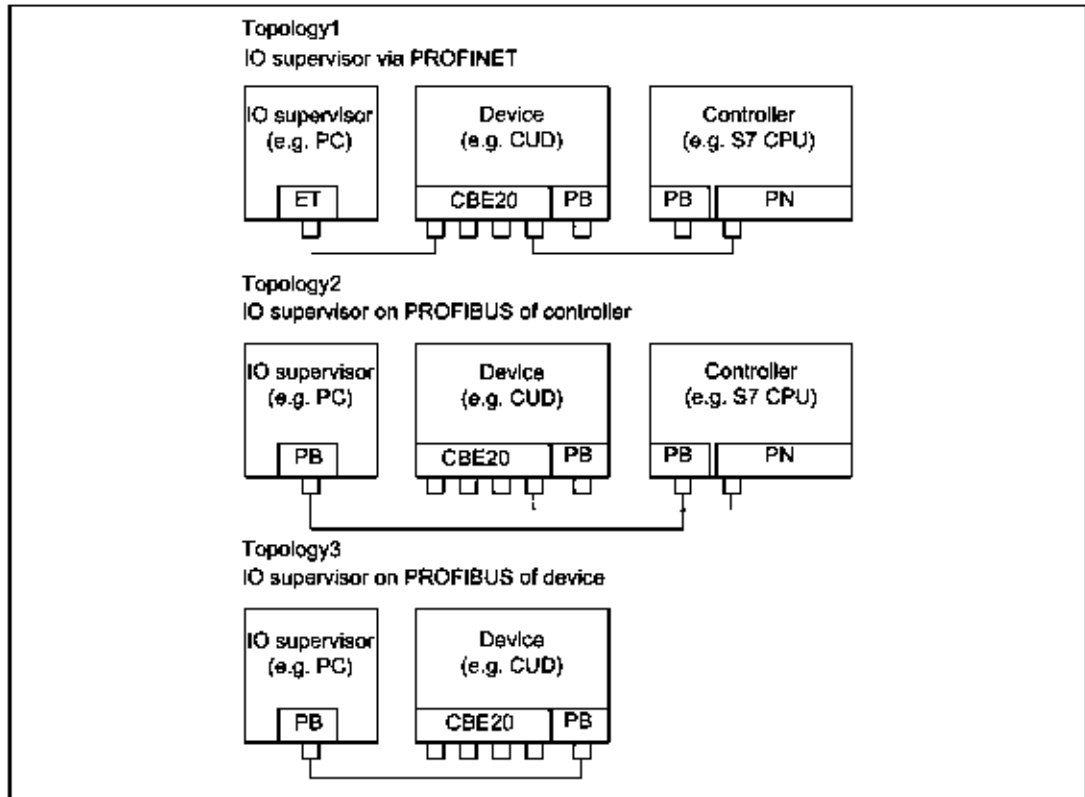 Topology1
IO supervisor via PROFINET
IO supervisor
(e.g. PC)
ET
Device
(e.g. CUD)
CBE20 PB
Controller
(e.g. S7 CPU)
PB PN
Topology2
IO supervisor on PROFIBUS of controller
IO supervisor
(e.g. PC)
PB
Device
(e.g. CUD)
CBE20 PB
Controller
(e.g. S7 CPU)
PB PN
Topology3
IO supervisor on PROFIBUS of device
IO supervisor
(e.g. PC)
PB
Device
(e.g. CUD)
CBE20 PB